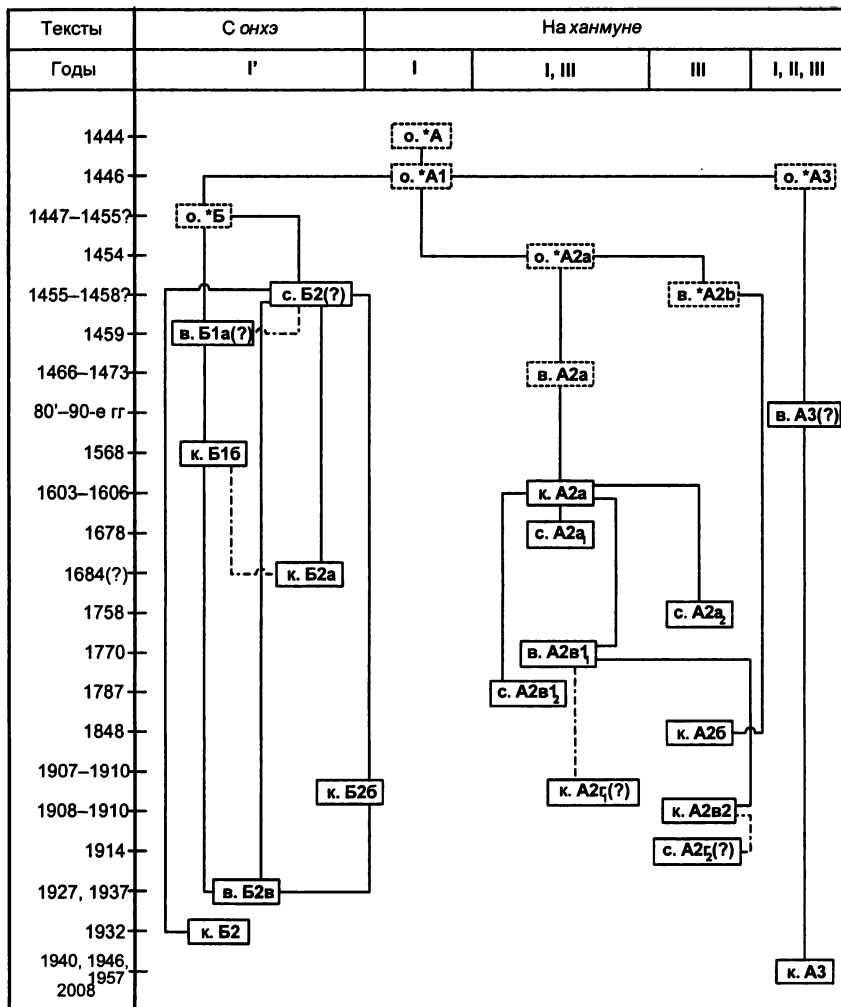 Тексты С онхэ На ханмуне
Годы I' I I, III III I, II, III
1444 о. *А
1446 о. *А1 о. *А3
1447–1455? о. *Б
1454 о. *А2а
1455–1458? с. Б2(?) в. *А2b
1459 в. Б1а(?)
1466–1473 в. А2а
80'–90-е гг в. А3(?)
1568 к. Б1б
1603–1606 к. А2а
1678 с. А2а₁
1684(?) к. Б2а
1758 с. А2а₂
1770 в. А2в1₁
1787 с. А2в1₂
1848 к. А2б
1907–1910 к. Б2б к. А2г₁(?)
1908–1910 к. А2в2
1914 с. А2г₂(?)
1927, 1937 в. Б2в
1932 к. Б2
1940, 1946,
1957 к. А3
2008